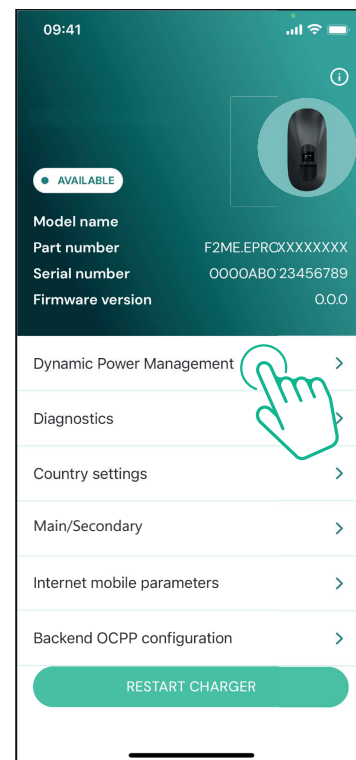 09:41
AVAILABLE
Model name
Part number F2ME.EPROXXXXXXXX
Serial number 0000AB0123456789
Firmware version 0.0.0
Dynamic Power Management
Diagnostics
Country settings
Main/Secondary
Internet mobile parameters
Backend OCPP configuration
RESTART CHARGER